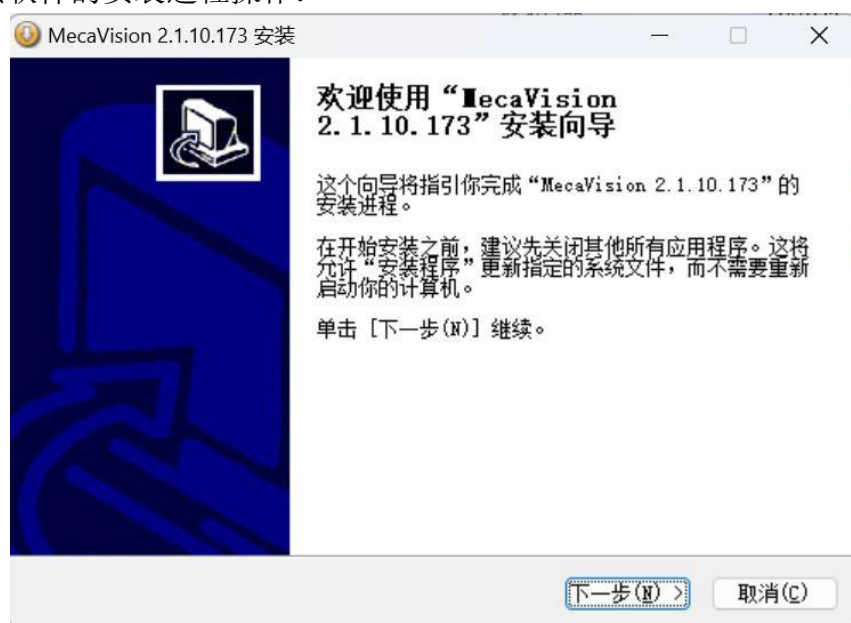 MecaVision 2.1.10.173 安装
欢迎使用“MecaVision
2.1.10.173”安装向导
这个向导将指引你完成“MecaVision 2.1.10.173”的
安装进程。
在开始安装之前，建议先关闭其他所有应用程序。这将
允许“安装程序”更新指定的系统文件，而不需要重新
启动你的计算机。
单击 [下一步(N)] 继续。
下一步(N) >
取消(C)